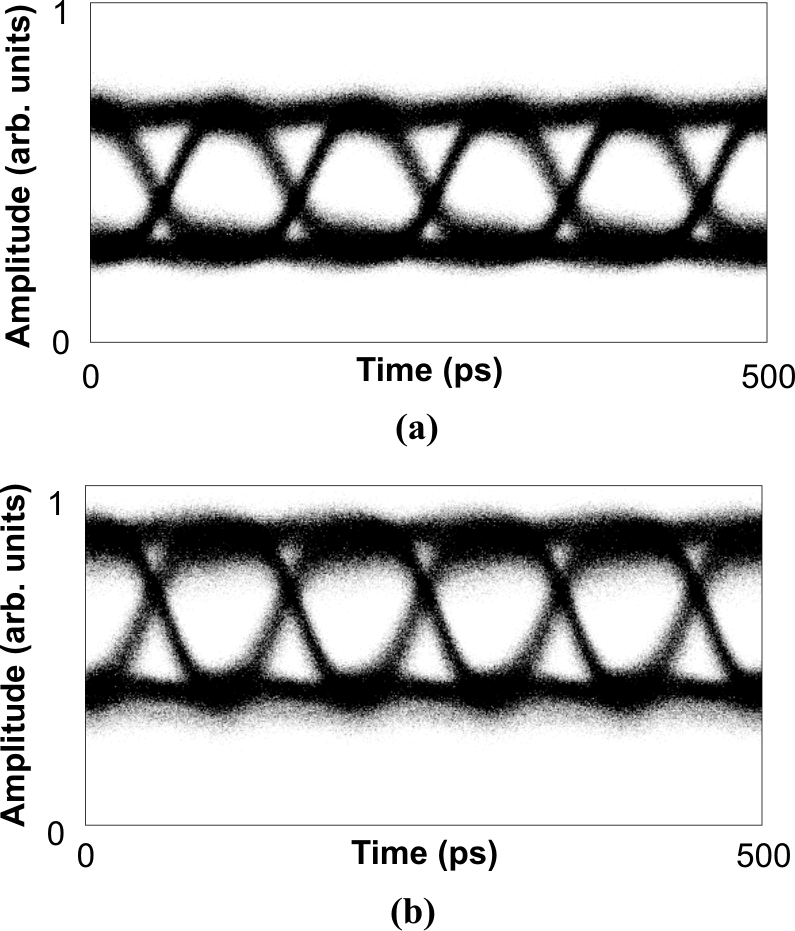 1
Amplitude (arb. units)
0
0
Time (ps)
500
(a)
1
Amplitude (arb. units)
0
0
Time (ps)
500
(b)